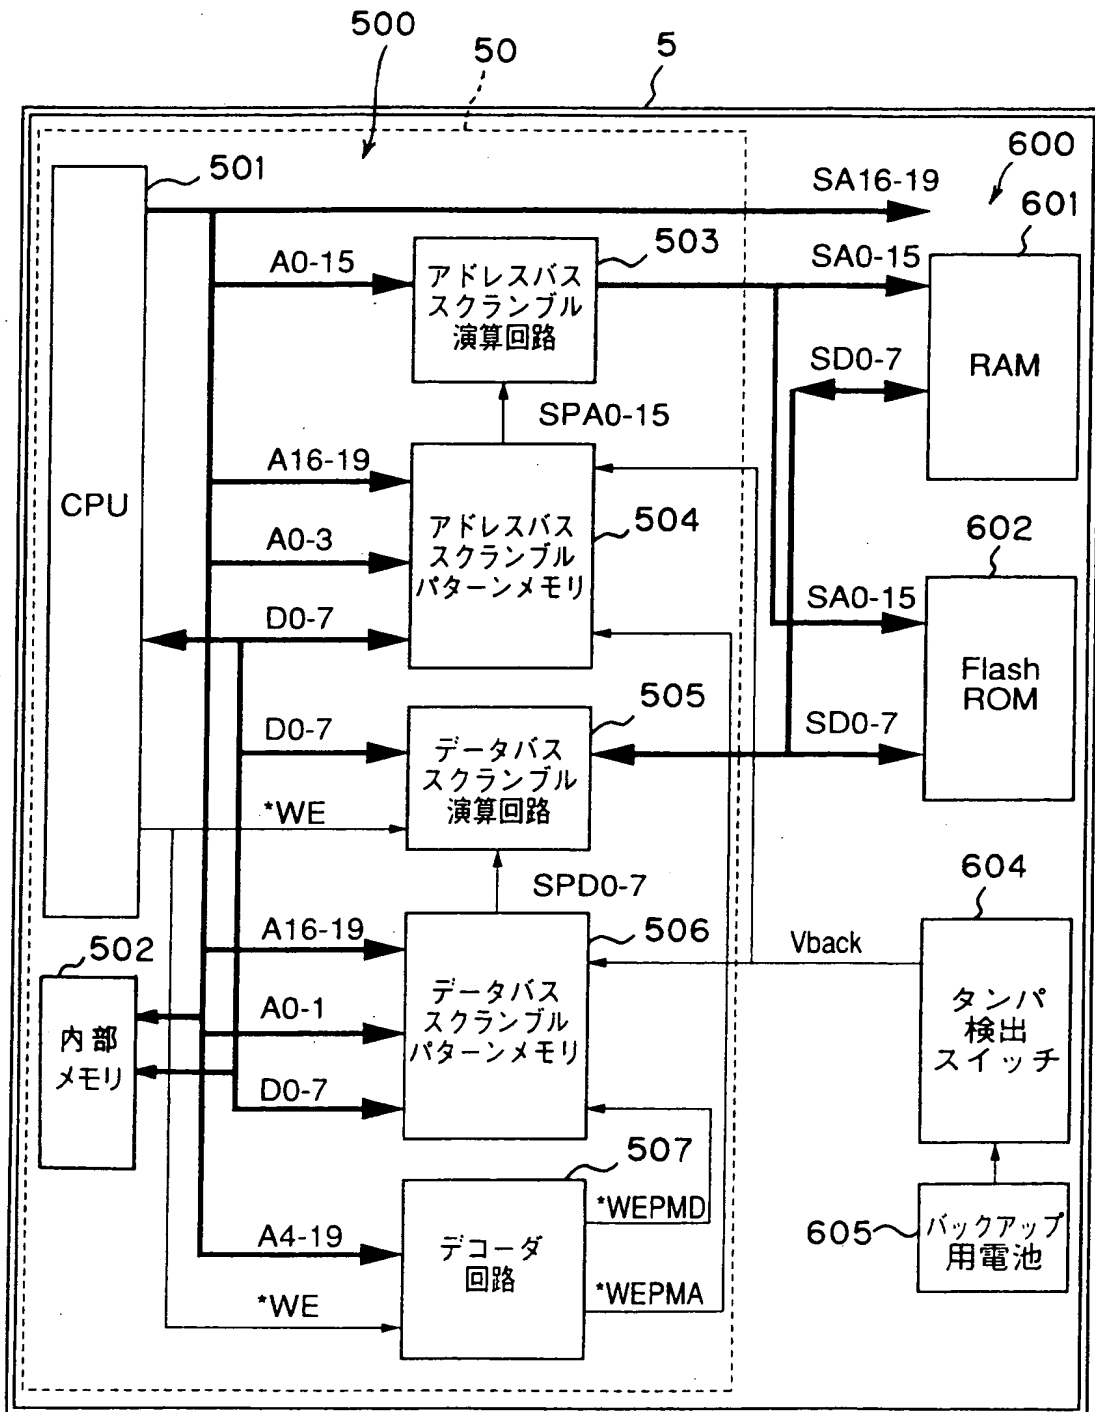 500
50
5
501
600
SA16-19
601
503
A0-15
アドレスバス
スクランブル
演算回路
SA0-15
RAM
SD0-7
SPA0-15
A16-19
CPU
アドレスバス
スクランブル
パターンメモリ
504
A0-3
602
SA0-15
D0-7
Flash
ROM
505
D0-7
データバス
スクランブル
演算回路
SD0-7
*WE
604
SPD0-7
A16-19
506
Vback
502
データバス
スクランブル
パターンメモリ
タンパ
検出
スイッチ
A0-1
内部
メモリ
D0-7
507
*WEPMD
605
バックアップ
用電池
A4-19
デコーダ
回路
*WEPMA
*WE